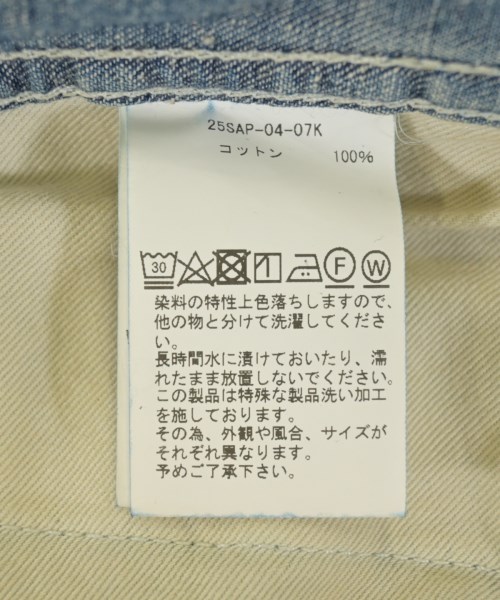 25SAP-04-07K
コットン 100%
30 F W
染料の特性上色落ちしますので、
他の物と分けて洗濯してくださ
い。
長時間水に漬けておいたり、濡
れたまま放置しないでください。
この製品は特殊な製品洗い加工
を施しております。
その為、外観や風合、サイズが
それぞれ異なります。
予めご了承下さい。